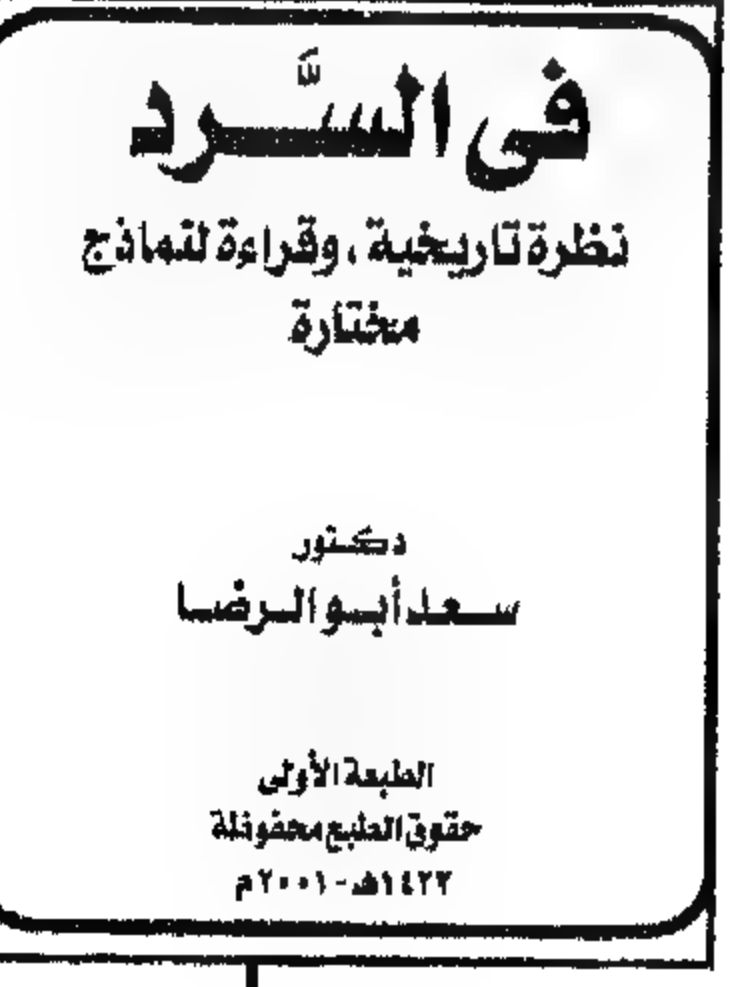 فى السَّرد
نظرة تاريخية ، وقراءة لنماذج
مختارة
دكتور
سعد أبو الرضا
الطبعة الأولى
حقوق الطبع محفوظة
١٤٢٢هـ - ٢٠٠١م